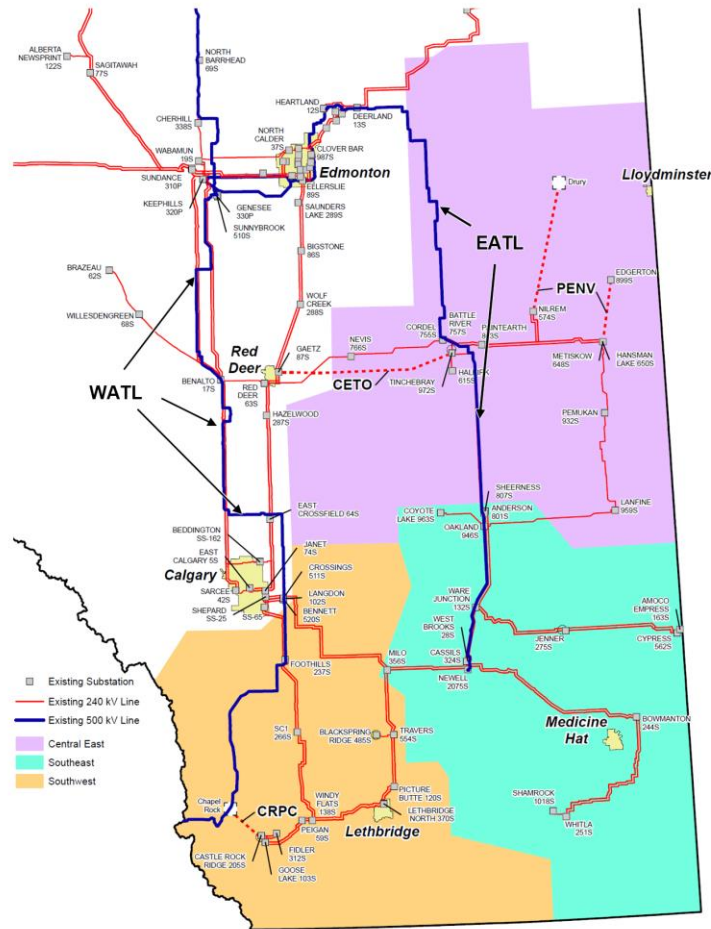 ALBERTA
NEWSPRINT
122S
SAGITAWAH
77S
NORTH
BARRHEAD
69S
CHERHILL
338S
WABAMUN
19S
SUNDANCE
310P
KEEPHILLS
320P
GENESEE
330P
SUNNYBROOK
510S
NORTH
CALDER
37S
HEARTLAND
12S
DEERLAND
13S
CLOVER BAR
987S
Edmonton
ELLERSLIE
89S
SAUNDERS
LAKE 289S
BIGSTONE
86S
WOLF
CREEK
288S
BRAZEAU
62S
WILLESDENGREEN
68S
Drury
Lloydminster
EATL
PENV
EDGERTON
899S
NILREM
574S
BATTLE
RIVER
757S
CORDEL
755S
PAINTEARTH
863S
NEVIS
766S
METISKOW
648S
HANSMAN
LAKE 650S
HALKIRK
615S
TINCHEBRAY
972S
CETO
Red
Deer
GAETZ
87S
BENALTO
17S
RED
DEER
63S
WATL
HAZELWOOD
287S
PEMUKAN
932S
LANFINE
959S
SHEERNESS
807S
ANDERSON
801S
COYOTE
LAKE 963S
OAKLAND
946S
EAST
CROSSFIELD 64S
BEDDINGTON
SS-162
JANET
74S
EAST
CALGARY 5S
Calgary
CROSSINGS
511S
SARCEE
42S
LANGDON
102S
SHEPARD
SS-25
SS-65
BENNETT
520S
WARE
JUNCTION
132S
WEST
BROOKS
28S
CASSILS
324S
NEWELL
2075S
JENNER
275S
AMOCO
EMPRESS
163S
CYPRESS
562S
FOOTHILLS
237S
MILO
356S
Existing Substation
Existing 240 kV Line
Existing 500 kV Line
Central East
Southeast
Southwest
SC1
266S
BLACKSPRING
RIDGE 485S
TRAVERS
554S
Medicine
Hat
BOWMANTON
244S
PICTURE
BUTTE 120S
SHAMROCK
1018S
WHITLA
251S
Chapel
Rock
CRPC
WINDY
FLATS
138S
LETHBRIDGE
NORTH 370S
Lethbridge
PEIGAN
59S
FIDLER
312S
CASTLE ROCK
RIDGE 205S
GOOSE
LAKE 103S